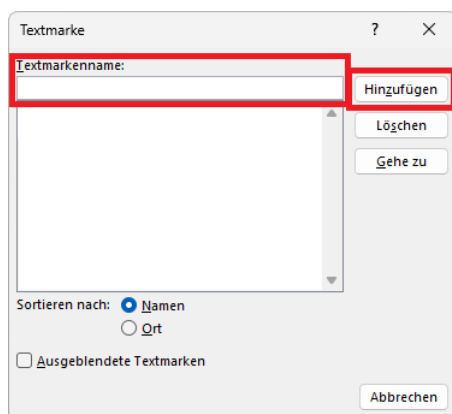 Textmarke ? ×
Textmarkenname:
Hinzufügen
Löschen
Gehe zu
Sortieren nach: Namen
Ort
Ausgeblendete Textmarken
Abbrechen